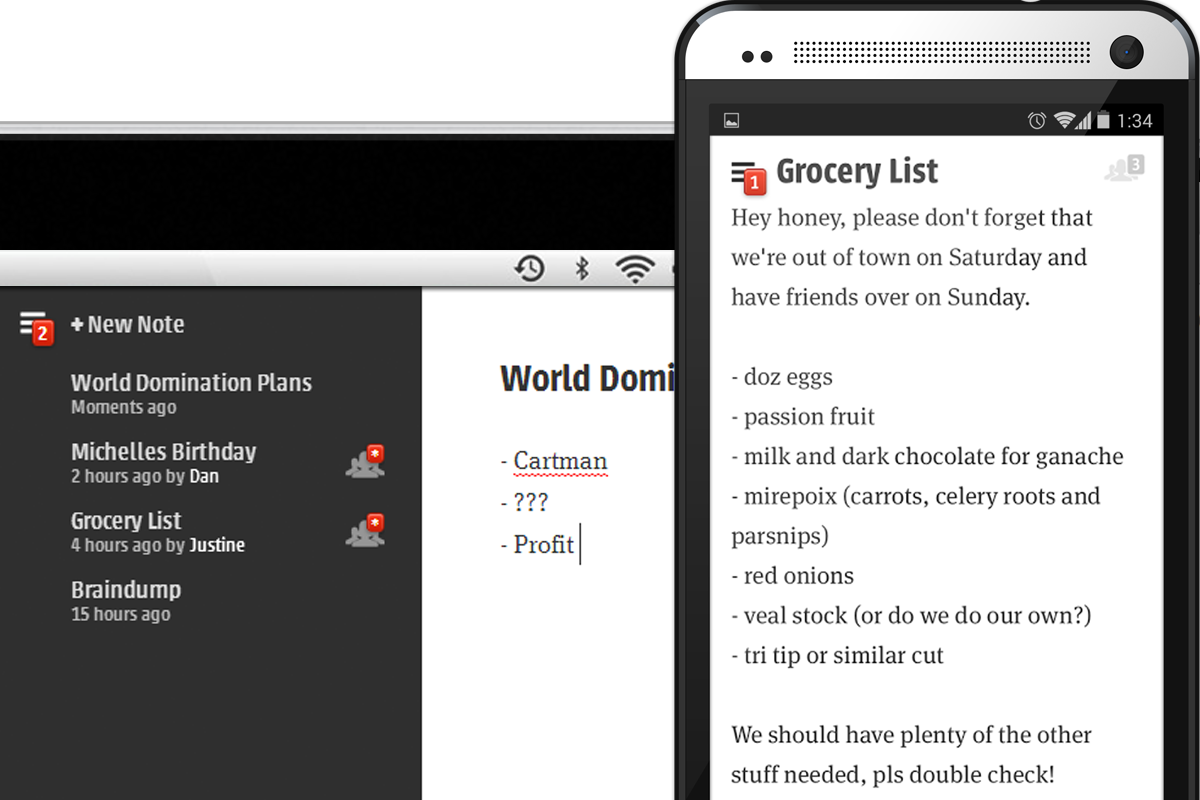 2
+ New Note
World Domination Plans
Moments ago
Michelles Birthday
2 hours ago by Dan
*
Grocery List
4 hours ago by Justine
*
Braindump
15 hours ago
World Domi
- Cartman
- ???
- Profit
1:34
1
Grocery List
3
Hey honey, please don't forget that
we're out of town on Saturday and
have friends over on Sunday.
- doz eggs
- passion fruit
- milk and dark chocolate for ganache
- mirepoix (carrots, celery roots and
parsnips)
- red onions
- veal stock (or do we do our own?)
- tri tip or similar cut
We should have plenty of the other
stuff needed, pls double check!